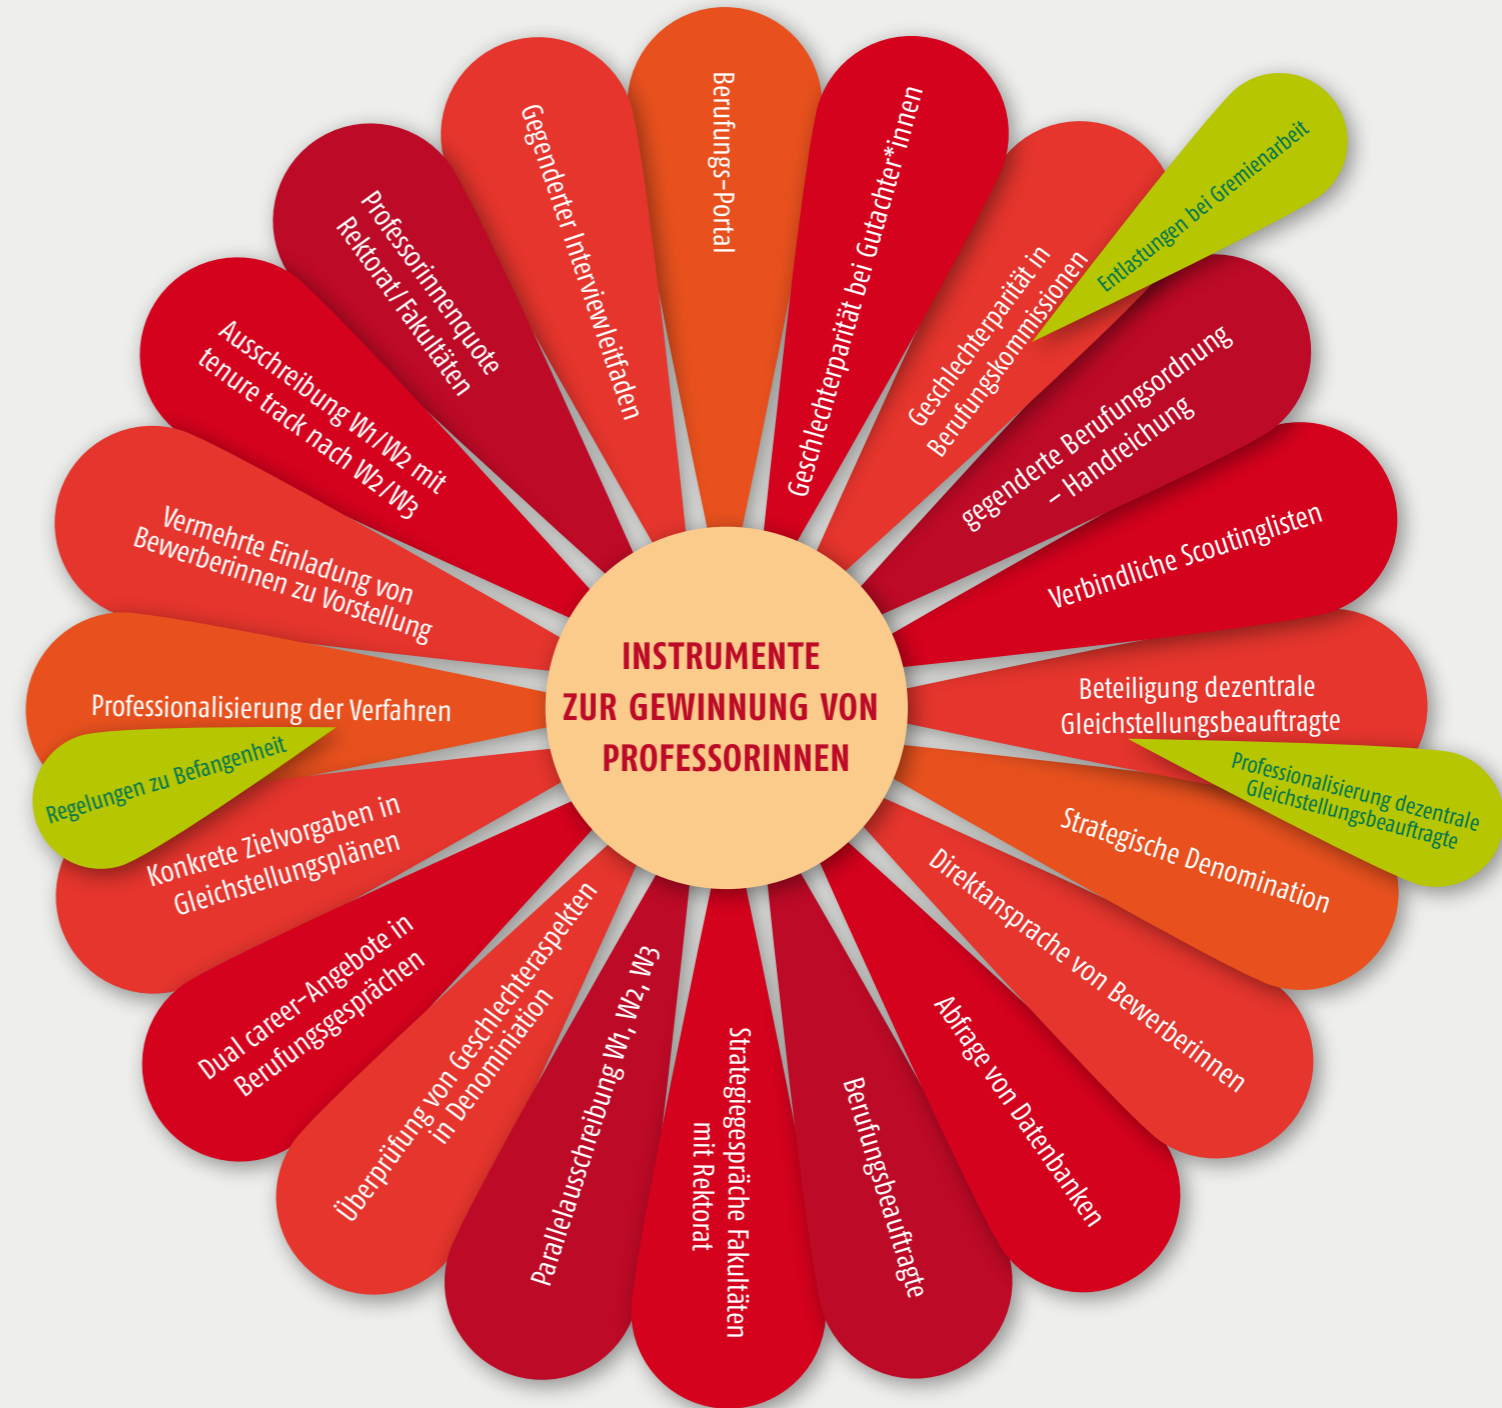 INSTRUMENTE
ZUR GEWINNUNG VON
PROFESSORINNEN
Berufungs-Portal
Geschlechterparität bei Gutachter*innen
Geschlechterparität in
Berufungskommissionen
Entlastungen bei Gremienarbeit
gegenderte Berufungsordnung
– Handreichung
Verbindliche Scoutinglisten
Beteiligung dezentrale
Gleichstellungsbeauftragte
Professionalisierung dezentrale
Gleichstellungsbeauftragte
Strategische Denomination
Direktansprache von Bewerberinnen
Abfrage von Datenbanken
Berufungsbeauftragte
Strategiegespräche Fakultäten
mit Rektorat
Parallelausschreibung W1, W2, W3
Überprüfung von Geschlechteraspekten
in Denominiation
Dual career-Angebote in
Berufungsgesprächen
Konkrete Zielvorgaben in
Gleichstellungsplänen
Regelungen zu Befangenheit
Professionalisierung der Verfahren
Vermehrte Einladung von
Bewerberinnen zu Vorstellung
Ausschreibung W1/W2 mit
tenure track nach W2/W3
Professorinnenquote
Rektorat/Fakultäten
Gegenderter Interviewleitfaden